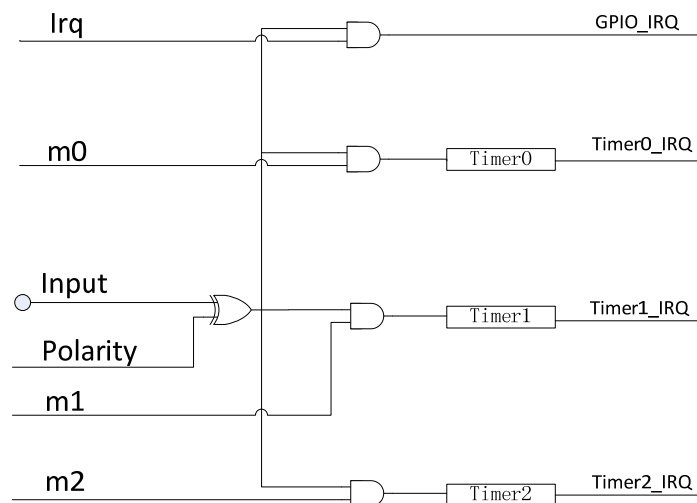 Irq
GPIO_IRQ
m0
Timer0
Timer0_IRQ
Input
Timer1
Timer1_IRQ
Polarity
m1
m2
Timer2
Timer2_IRQ